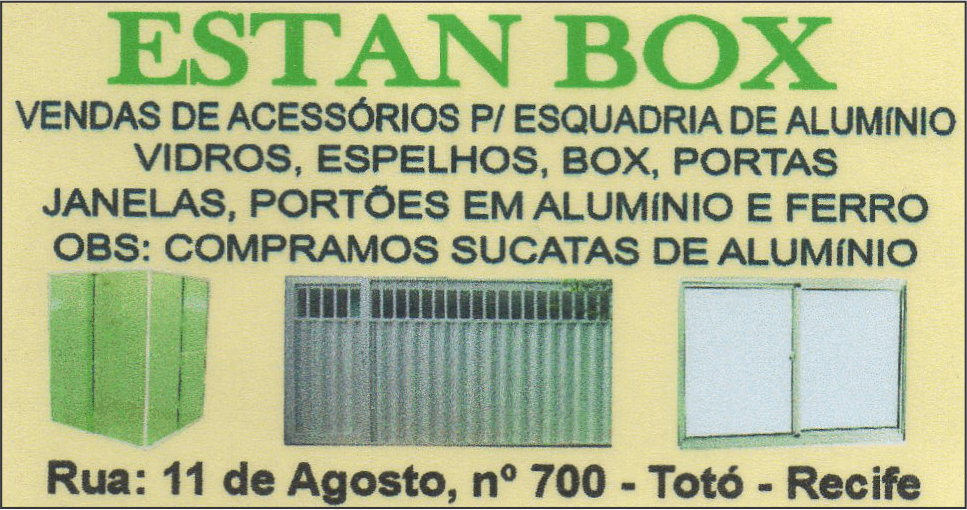 ESTAN BOX
VENDAS DE ACESSÓRIOS P/ ESQUADRIA DE ALUMíNIO
VIDROS, ESPELHOS, BOX, PORTAS
JANELAS, PORTÕES EM ALUMíNIO E FERRO
OBS: COMPRAMOS SUCATAS DE ALUMíNIO
Rua: 11 de Agosto, nº 700 - Totó - Recife